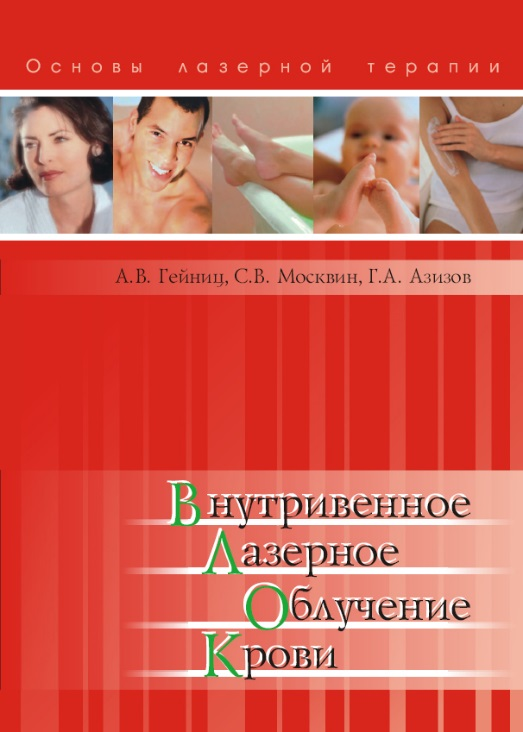 Основы лазерной терапии
А.В. Гейниц, С.В. Москвин, Г.А. Азизов
Внутривенное
Лазерное
Облучение
Крови